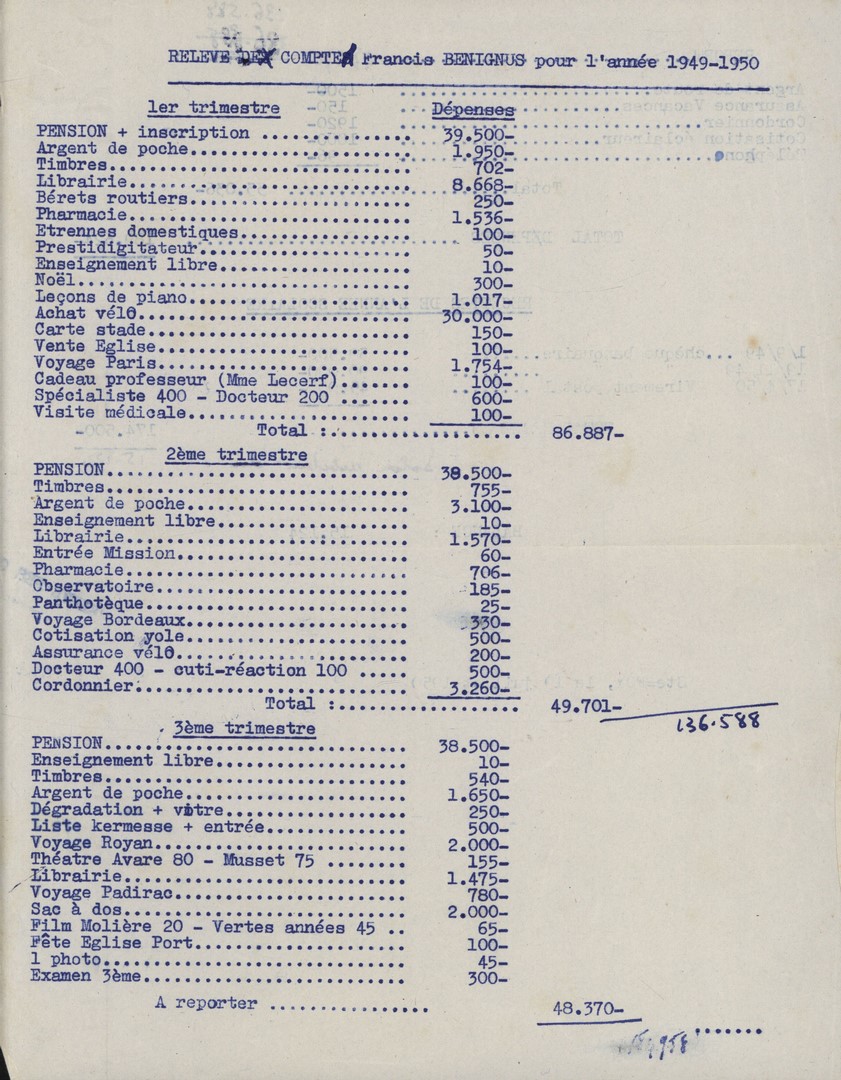 RELEVE DE COMPTE Francis BENIGNUS pour l'année 1949-1950
1er trimestre Dépenses
PENSION + inscription .............. 39.500-
Argent de poche.................... 1.950-
Timbres............................ 702-
Librairie.......................... 8.668-
Bérets routiers.................... 250-
Pharmacie.......................... 1.536-
Etrennes domestiques............... 100-
Prestidigitateur................... 50-
Enseignement libre................. 10-
Noël............................... 300-
Leçons de piano.................... 1.017-
Achat vélo......................... 30.000-
Carte stade........................ 150-
Vente Eglise....................... 100-
Voyage Paris....................... 1.754-
Cadeau professeur (Mme Lecerf)..... 100-
Spécialiste 400 - Docteur 200 ...... 600-
Visite médicale.................... 100-
Total :.................. 86.887-
2ème trimestre
PENSION............................ 38.500-
Timbres............................ 755-
Argent de poche.................... 3.100-
Enseignement libre................. 10-
Librairie.......................... 1.570-
Entrée Mission..................... 60-
Pharmacie.......................... 706-
Observatoire....................... 185-
Panthotèque........................ 25-
Voyage Bordeaux.................... 330-
Cotisation yole.................... 500-
Assurance vélo..................... 200-
Docteur 400 - cuti-réaction 100 ..... 500-
Cordonnier......................... 3.260-
Total :.................. 49.701-
136.588
3ème trimestre
PENSION............................ 38.500-
Enseignement libre................. 10-
Timbres............................ 540-
Argent de poche.................... 1.650-
Dégradation + vitre................ 250-
Liste kermesse + entrée............ 500-
Voyage Royan....................... 2.000-
Théatre Avare 80 - Musset 75 ........ 155-
Librairie.......................... 1.475-
Voyage Padirac..................... 780-
Sac à dos.......................... 2.000-
Film Molière 20 - Vertes années 45 .. 65-
Fête Eglise Port................... 100-
1 photo............................ 45-
Examen 3ème........................ 300-
A reporter ................ 48.370-
.......